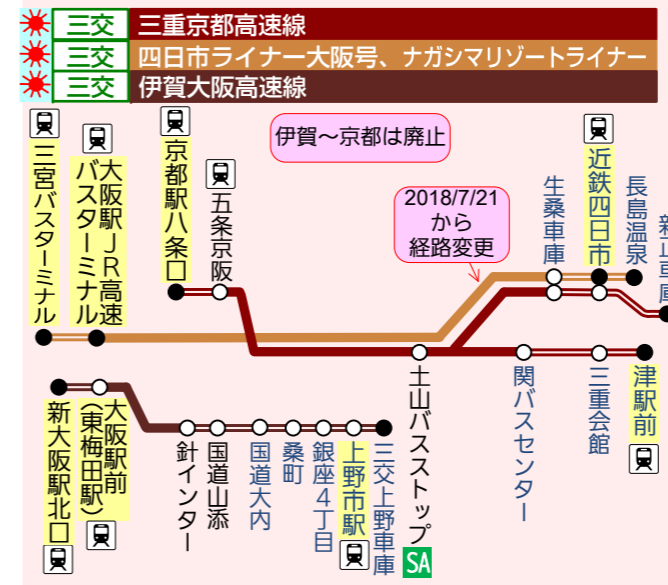 三交 三重京都高速線
三交 四日市ライナー大阪号、ナガシマリゾートライナー
三交 伊賀大阪高速線
伊賀～京都は廃止
2018/7/21
から
経路変更
三宮バスターミナル
大阪駅JR高速
バスターミナル
京都駅八条口
五条京阪
生桑車庫
近鉄四日市
長島温泉
新大阪駅北口
大阪駅前
（東梅田駅）
針インター
国道山添
国道大内
桑町
銀座4丁目
上野市駅
三交上野車庫
土山バスストップ
SA
関バスセンター
三重会館
津駅前